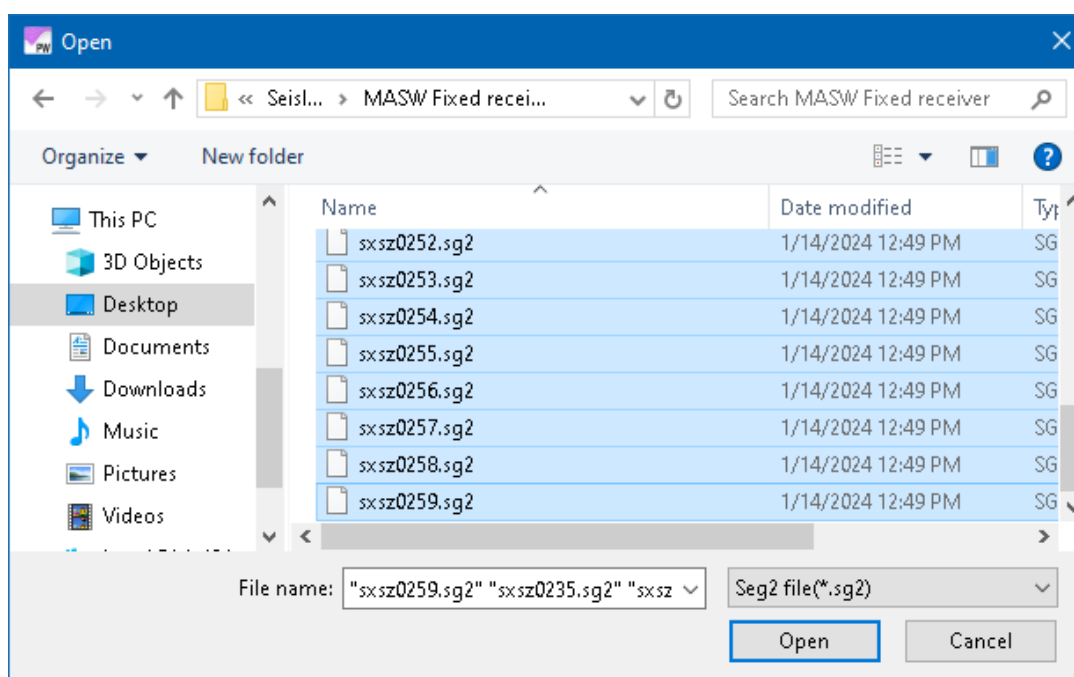 PW Open
« Seisl... > MASW Fixed recei...
Search MASW Fixed receiver
Organize
New folder
?
This PC
3D Objects
Desktop
Documents
Downloads
Music
Pictures
Videos
Name Date modified
sxsz0252.sg2 1/14/2024 12:49 PM SG
sxsz0253.sg2 1/14/2024 12:49 PM SG
sxsz0254.sg2 1/14/2024 12:49 PM SG
sxsz0255.sg2 1/14/2024 12:49 PM SG
sxsz0256.sg2 1/14/2024 12:49 PM SG
sxsz0257.sg2 1/14/2024 12:49 PM SG
sxsz0258.sg2 1/14/2024 12:49 PM SG
sxsz0259.sg2 1/14/2024 12:49 PM SG
File name: "sxsz0259.sg2" "sxsz0235.sg2" "sxsz
Seg2 file(*.sg2)
Open Cancel